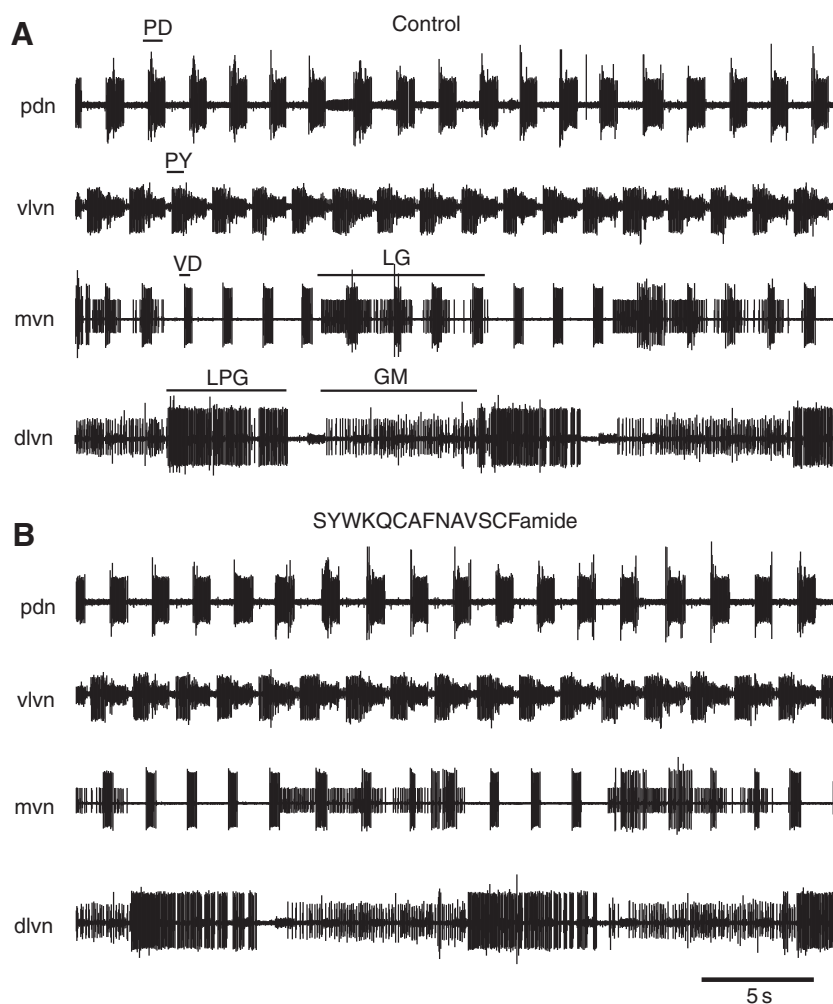 A
Control
PD
pdn
PY
vlvn
VD
LG
mvn
LPG
GM
dlvn
B
SYWKQCAFNAVSCFamide
pdn
vlvn
mvn
dlvn
5 s